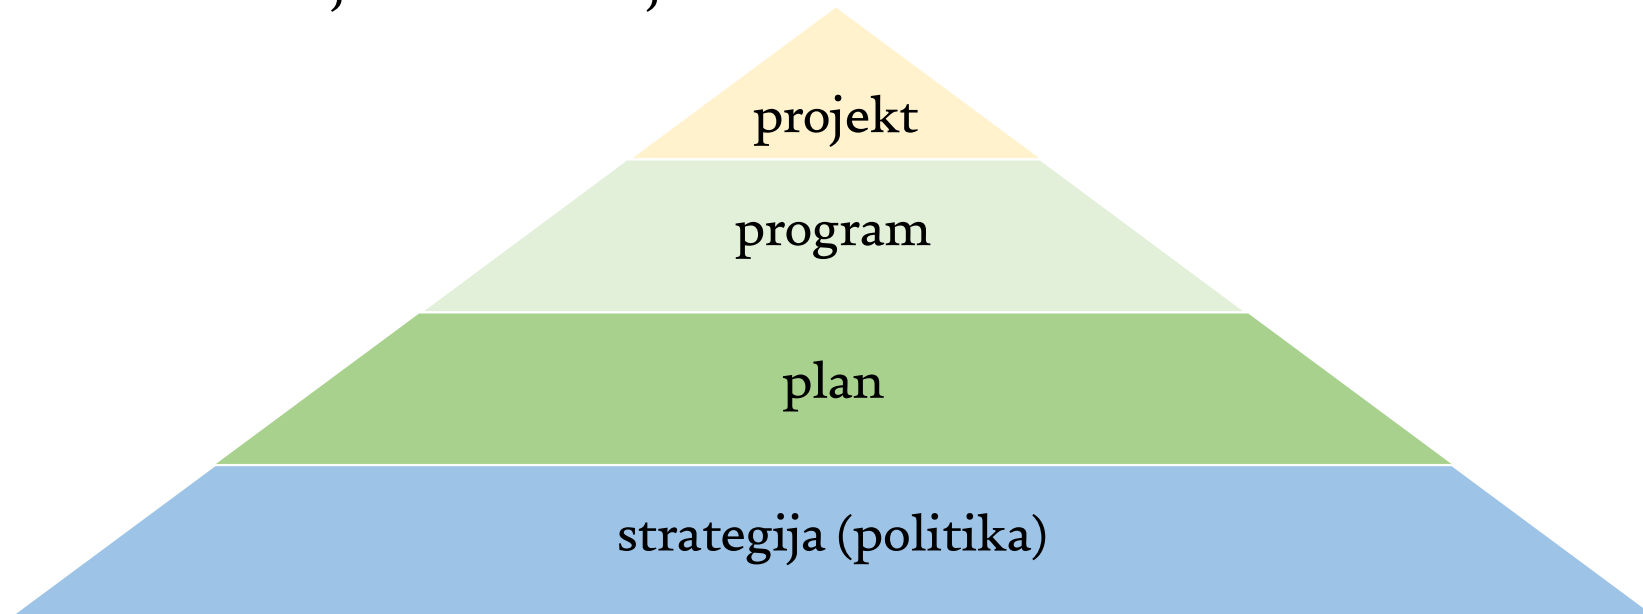 projekt
program
plan
strategija (politika)